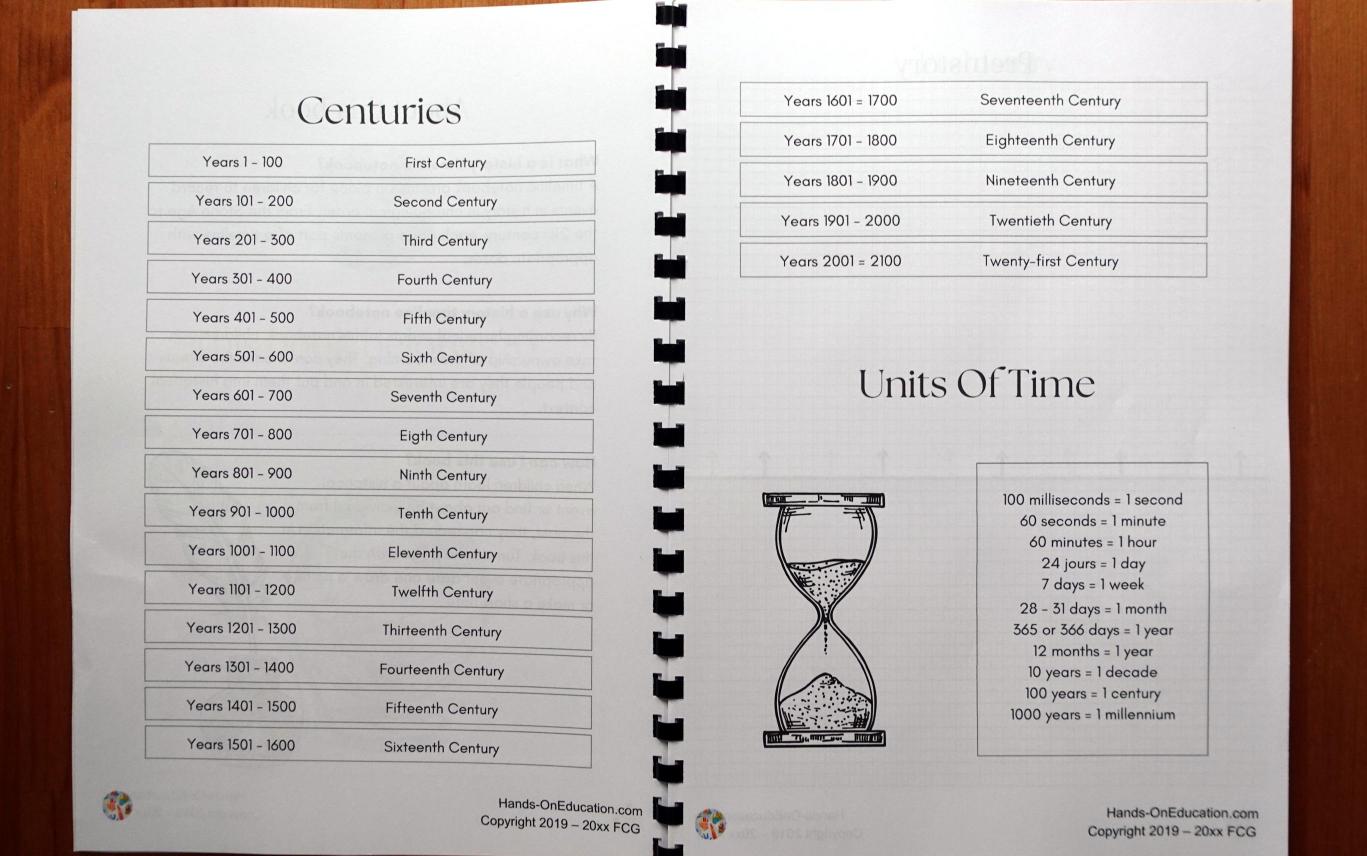 Centuries
Years 1 - 100 First Century
Years 101 - 200 Second Century
Years 201 - 300 Third Century
Years 301 - 400 Fourth Century
Years 401 - 500 Fifth Century
Years 501 - 600 Sixth Century
Years 601 - 700 Seventh Century
Years 701 - 800 Eigth Century
Years 801 - 900 Ninth Century
Years 901 - 1000 Tenth Century
Years 1001 - 1100 Eleventh Century
Years 1101 - 1200 Twelfth Century
Years 1201 - 1300 Thirteenth Century
Years 1301 - 1400 Fourteenth Century
Years 1401 - 1500 Fifteenth Century
Years 1501 - 1600 Sixteenth Century
Hands-OnEducation.com
Copyright 2019 – 20xx FCG
Years 1601 = 1700 Seventeenth Century
Years 1701 - 1800 Eighteenth Century
Years 1801 - 1900 Nineteenth Century
Years 1901 - 2000 Twentieth Century
Years 2001 = 2100 Twenty-first Century
Units Of Time
100 milliseconds = 1 second
60 seconds = 1 minute
60 minutes = 1 hour
24 jours = 1 day
7 days = 1 week
28 - 31 days = 1 month
365 or 366 days = 1 year
12 months = 1 year
10 years = 1 decade
100 years = 1 century
1000 years = 1 millennium
Hands-OnEducation.com
Copyright 2019 – 20xx FCG